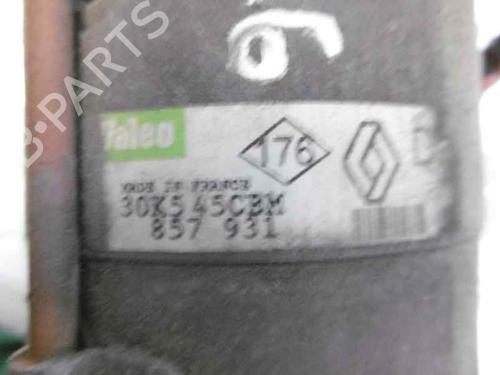 Valeo
176
MADE IN FRANCE
30K545CBM
857 931
B-PARTS